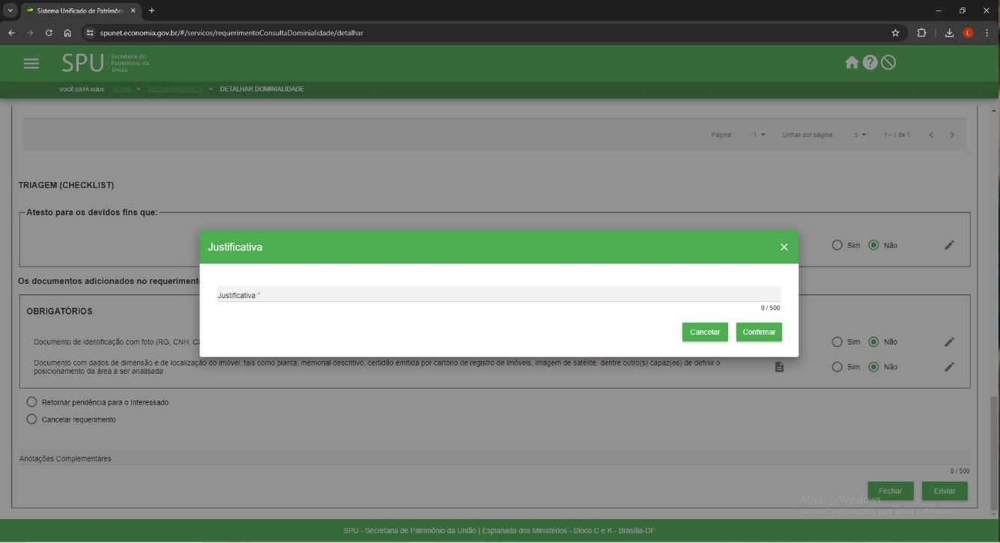 Sistema Unificado de Patrimôni
spunet.economia.gov.br/#/servicos/requerimentoConsultaDominialidade/detalhar
L
SPU
Secretaria do
Patrimônio da
União
VOCÊ ESTÁ AQUI: HOME > REQUERIMENTOS > DETALHAR DOMINIALIDADE
Página: 1 Linhas por página: 5 1 - 1 de 1
TRIAGEM (CHECKLIST)
Atesto para os devidos fins que:
Sim Não
Justificativa
Justificativa *
0 / 500
Cancelar Confirmar
Os documentos adicionados no requeriment
OBRIGATÓRIOS
Documento de identificação com foto (RG, CNH, Ca
Sim Não
Documento com dados de dimensão e de localização do imóvel, tais como planta, memorial descritivo, certidão emitida por cartório de registro de imóveis, imagem de satélite, dentre outro(s) capaz(es) de definir o
posicionamento da área a ser analisada
Sim Não
Retornar pendência para o Interessado
Cancelar requerimento
Anotações Complementares
0 / 500
Fechar Enviar
Ativar o Windows
Acesse Configurações para ativar o Windows.
SPU - Secretaria de Patrimônio da União | Esplanada dos Ministérios - Bloco C e K - Brasília-DF